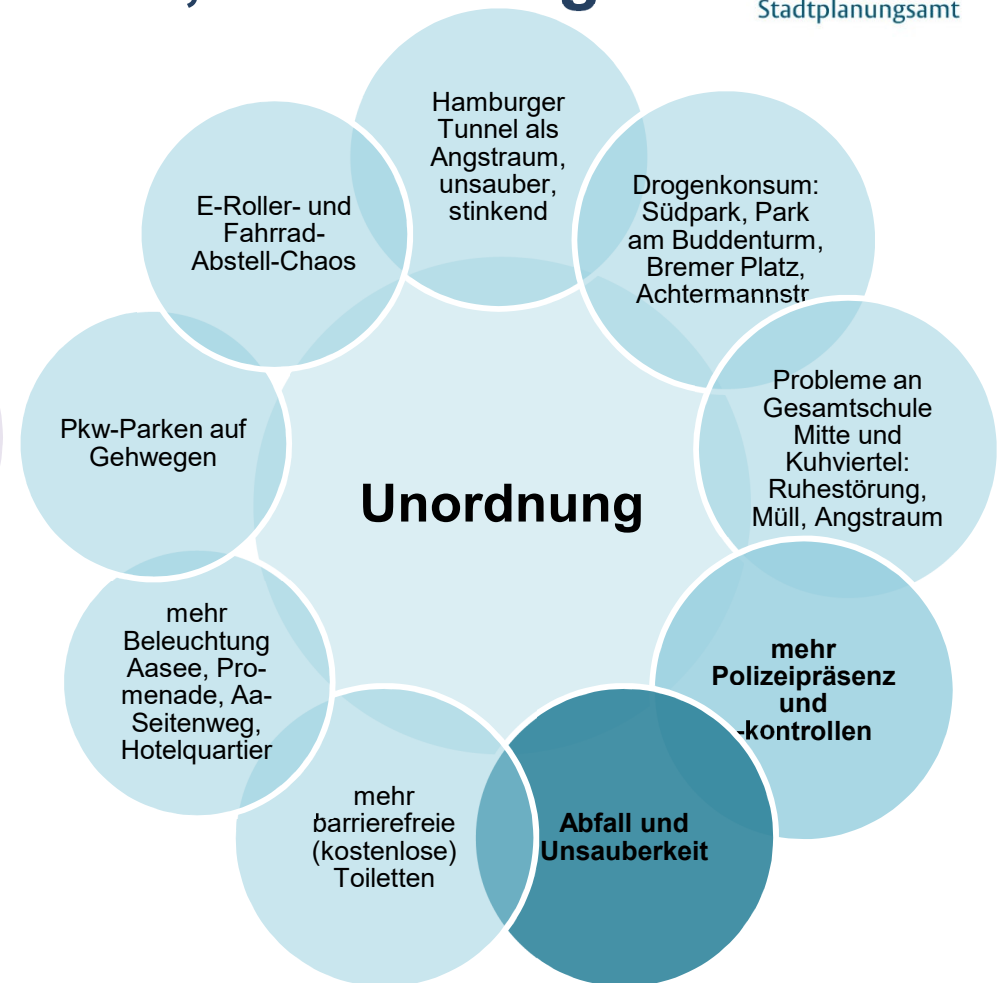 Stadtplanungsamt
Hamburger
Tunnel als
Angstraum,
unsauber,
stinkend
Drogenkonsum:
Südpark, Park
am Buddenturm,
Bremer Platz,
Achtermannstr
Probleme an
Gesamtschule
Mitte und
Kuhviertel:
Ruhestörung,
Müll, Angstraum
mehr
Polizeipräsenz
und
-kontrollen
Abfall und
Unsauberkeit
mehr
barrierefreie
(kostenlose)
Toiletten
mehr
Beleuchtung
Aasee, Pro-
menade, Aa-
Seitenweg,
Hotelquartier
Pkw-Parken auf
Gehwegen
E-Roller- und
Fahrrad-
Abstell-Chaos
Unordnung